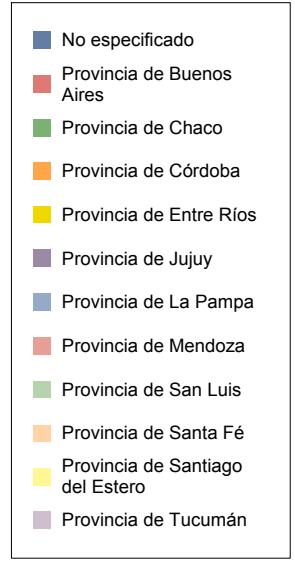 No especificado
Provincia de Buenos
Aires
Provincia de Chaco
Provincia de Córdoba
Provincia de Entre Ríos
Provincia de Jujuy
Provincia de La Pampa
Provincia de Mendoza
Provincia de San Luis
Provincia de Santa Fé
Provincia de Santiago
del Estero
Provincia de Tucumán